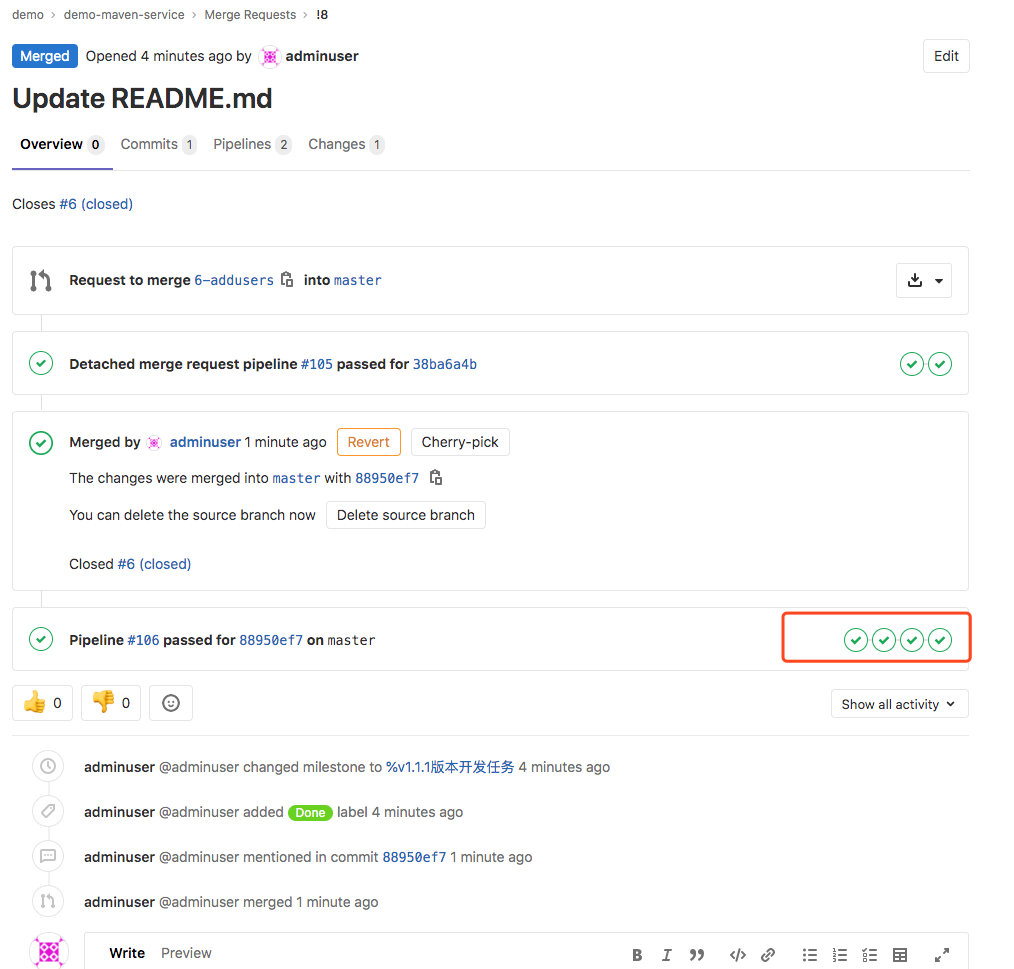 demo > demo-maven-service > Merge Requests > !8
Merged Opened 4 minutes ago by adminuser Edit
Update README.md
Overview 0 Commits 1 Pipelines 2 Changes 1
Closes #6 (closed)
Request to merge 6-addusers into master
Detached merge request pipeline #105 passed for 38ba6a4b
Merged by adminuser 1 minute ago Revert Cherry-pick
The changes were merged into master with 88950ef7
You can delete the source branch now Delete source branch
Closed #6 (closed)
Pipeline #106 passed for 88950ef7 on master
👍 0 👎 0 Show all activity
adminuser @adminuser changed milestone to %v1.1.1版本开发任务 4 minutes ago
adminuser @adminuser added Done label 4 minutes ago
adminuser @adminuser mentioned in commit 88950ef7 1 minute ago
adminuser @adminuser merged 1 minute ago
Write Preview